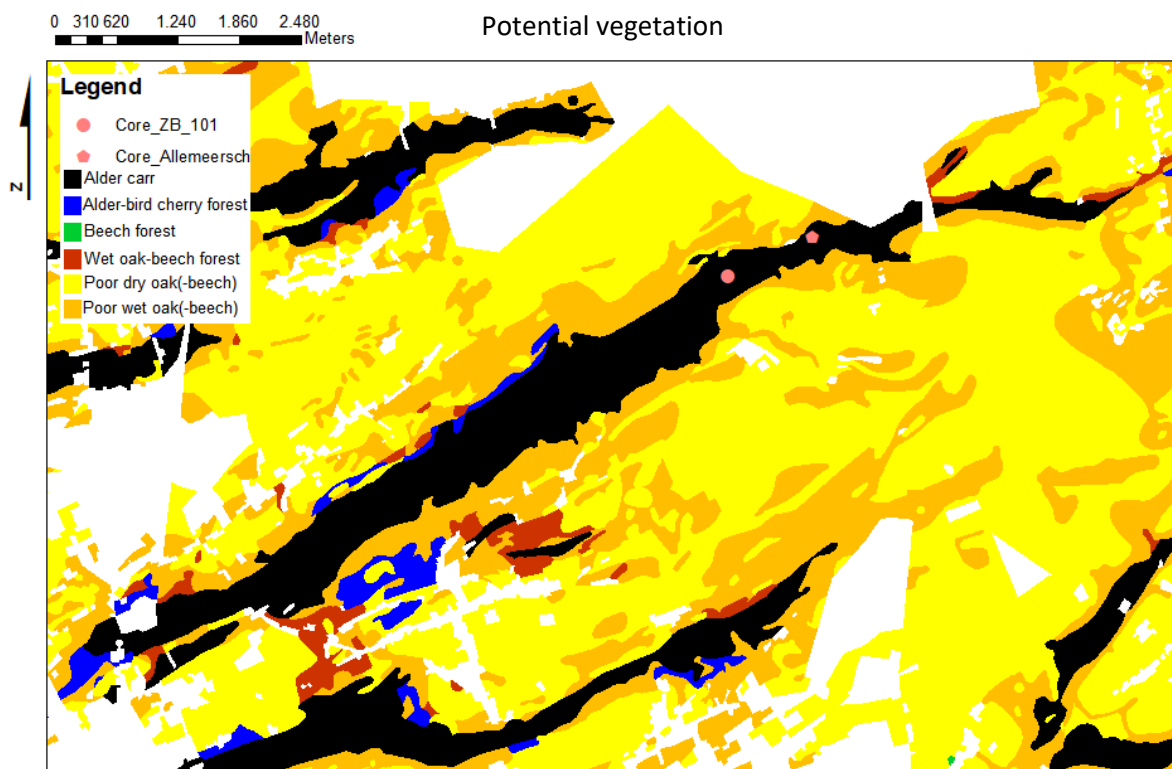 Potential vegetation
0 310 620 1.240 1.860 2.480
Meters
N
Legend
Core_ZB_101
Core_Allemeersch
Alder carr
Alder-bird cherry forest
Beech forest
Wet oak-beech forest
Poor dry oak(-beech)
Poor wet oak(-beech)